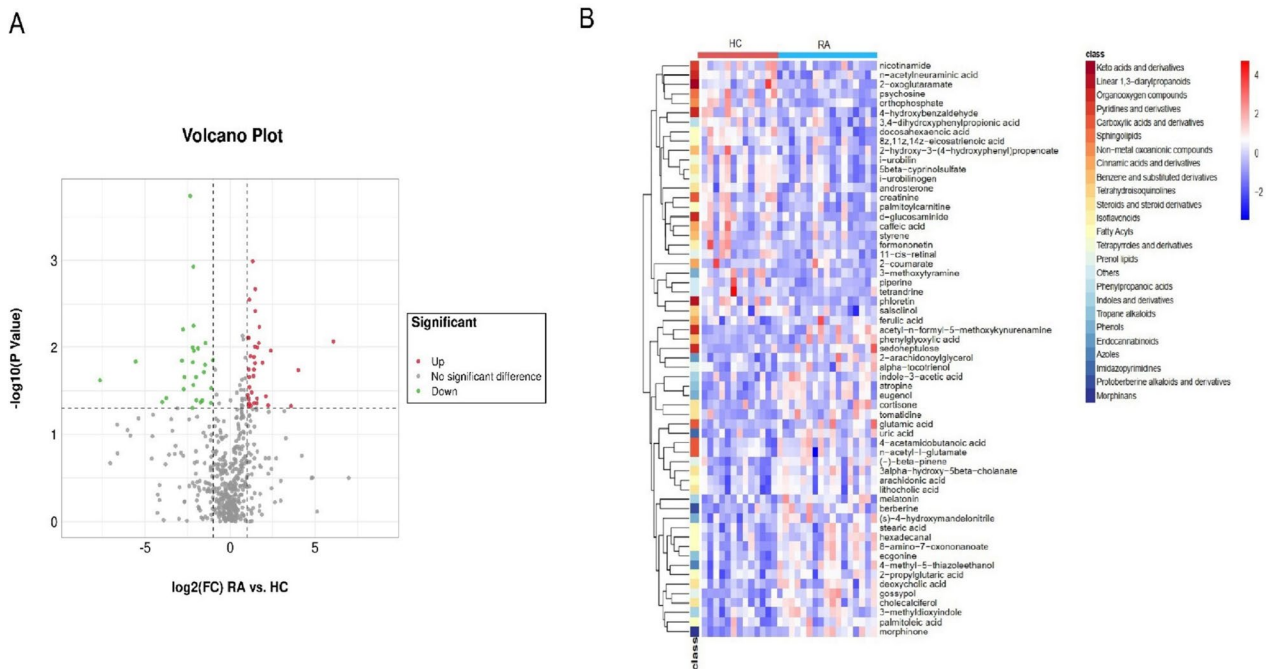 A
B
Volcano Plot
-log10(P Value)
3
2
1
0
-5
0
5
log2(FC) RA vs. HC
Significant
Up
No significant difference
Down
HC
RA
nicotinamide
n-acetylneuraminic acid
2-oxoglutaramate
psychosine
orthophosphate
4-hydroxybenzaldehyde
3,4-dihydroxyphenylpropionic acid
docosahexaenoic acid
8z,11z,14z-eicosatrienoic acid
2-hydroxy-3-(4-hydroxyphenyl)propenoate
i-urobilin
5beta-cyprinolsulfate
i-urobilinogen
androsterone
creatinine
palmitoylcarnitine
d-glucosaminide
caffeic acid
styrene
formononetin
11-cis-retinal
2-coumarate
3-methoxytyramine
piperine
tetrandrine
phloretin
salsolinol
ferulic acid
acetyl-n-formyl-5-methoxykynurenamine
phenylglyoxylic acid
sedoheptulose
2-arachidonoylglycerol
alpha-tocotrienol
indole-3-acetic acid
atropine
eugenol
cortisone
tomatidine
glutamic acid
uric acid
4-acetamidobutanoic acid
n-acetyl-l-glutamate
(-)-beta-pinene
3alpha-hydroxy-5beta-cholanate
arachidonic acid
lithocholic acid
melatonin
berberine
(s)-4-hydroxymandelonitrile
stearic acid
hexadecanal
8-amino-7-oxononanoate
ecgonine
4-methyl-5-thiazoleethanol
2-propylglutaric acid
deoxycholic acid
gossypol
cholecalciferol
3-methyldioxyindole
palmitoleic acid
morphinone
class
class
Keto acids and derivatives
Linear 1,3-diarylpropanoids
Organooxygen compounds
Pyridines and derivatives
Carboxylic acids and derivatives
Sphingolipids
Non-metal oxoanionic compounds
Cinnamic acids and derivatives
Benzene and substituted derivatives
Tetrahydroisoquinolines
Steroids and steroid derivatives
Isoflavonoids
Fatty Acyls
Tetrapyrroles and derivatives
Prenol lipids
Others
Phenylpropanoic acids
Indoles and derivatives
Tropane alkaloids
Phenols
Endocannabinoids
Azoles
Imidazopyrimidines
Protoberberine alkaloids and derivatives
Morphinans
4
2
0
-2